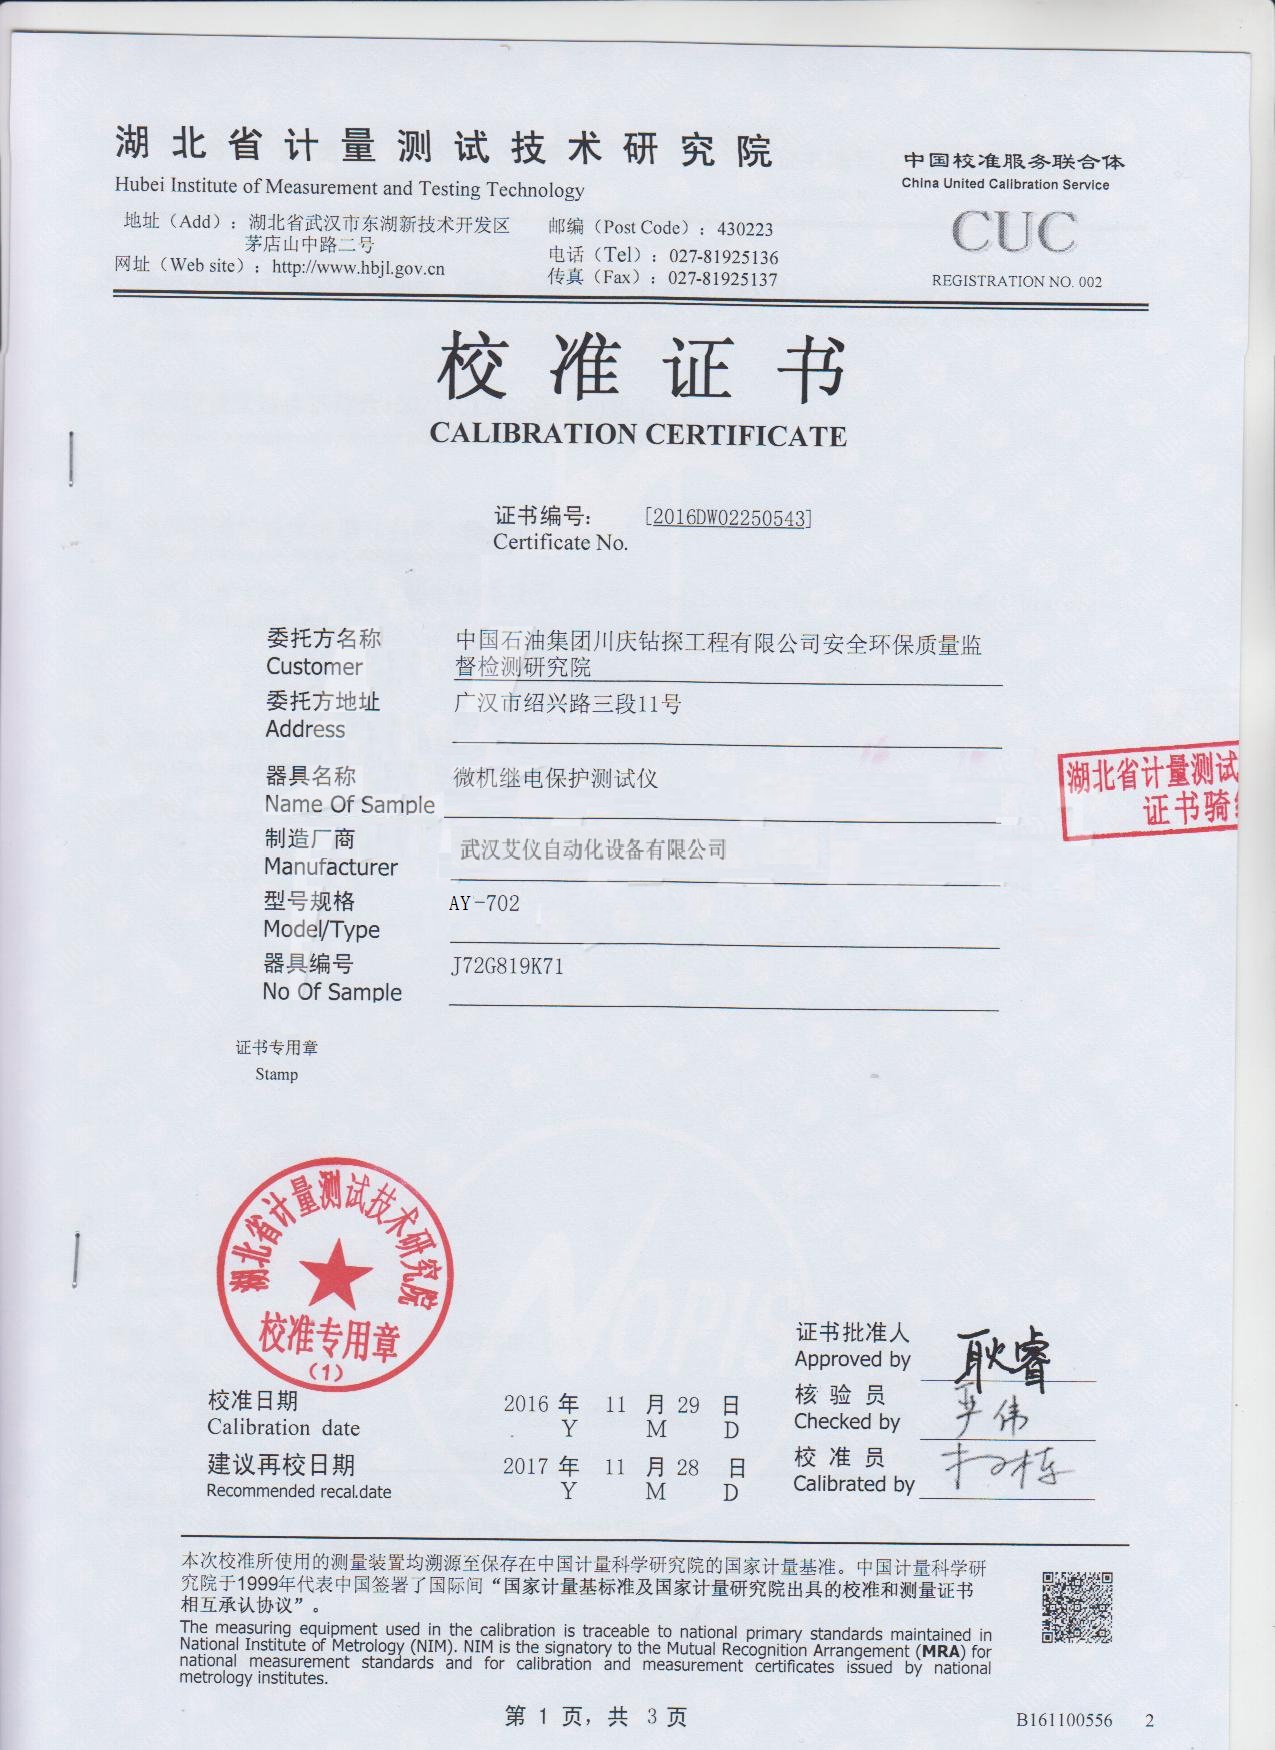 湖北省计量测试技术研究院
Hubei Institute of Measurement and Testing Technology
地址（Add）：湖北省武汉市东湖新技术开发区
茅店山中路二号
网址（Web site）：http://www.hbjl.gov.cn
邮编（Post Code）：430223
电话（Tel）：027-81925136
传真（Fax）：027-81925137
中国校准服务联合体
China United Calibration Service
CUC
REGISTRATION NO. 002
校准证书
CALIBRATION CERTIFICATE
证书编号： [2016DW02250543]
Certificate No.
委托方名称 中国石油集团川庆钻探工程有限公司安全环保质量监
Customer 督检测研究院
委托方地址 广汉市绍兴路三段11号
Address
器具名称 微机继电保护测试仪
Name Of Sample
制造厂商 武汉艾仪自动化设备有限公司
Manufacturer
型号规格 AY-702
Model/Type
器具编号 J72G819K71
No Of Sample
湖北省计量测试
证书骑
证书专用章
Stamp
湖北省计量测试技术研究院
校准专用章
（1）
证书批准人 耿睿
Approved by
核验员 严伟
Checked by
校准员
Calibrated by
校准日期 2016 年 11 月 29 日
Calibration date Y M D
建议再校日期 2017 年 11 月 28 日
Recommended recal.date Y M D
本次校准所使用的测量装置均溯源至保存在中国计量科学研究院的国家计量基准。中国计量科学研
究院于1999年代表中国签署了国际间“国家计量基标准及国家计量研究院出具的校准和测量证书
相互承认协议”。
The measuring equipment used in the calibration is traceable to national primary standards maintained in
National Institute of Metrology (NIM). NIM is the signatory to the Mutual Recognition Arrangement (MRA) for
national measurement standards and for calibration and measurement certificates issued by national
metrology institutes.
第 1 页，共 3 页
B161100556 2